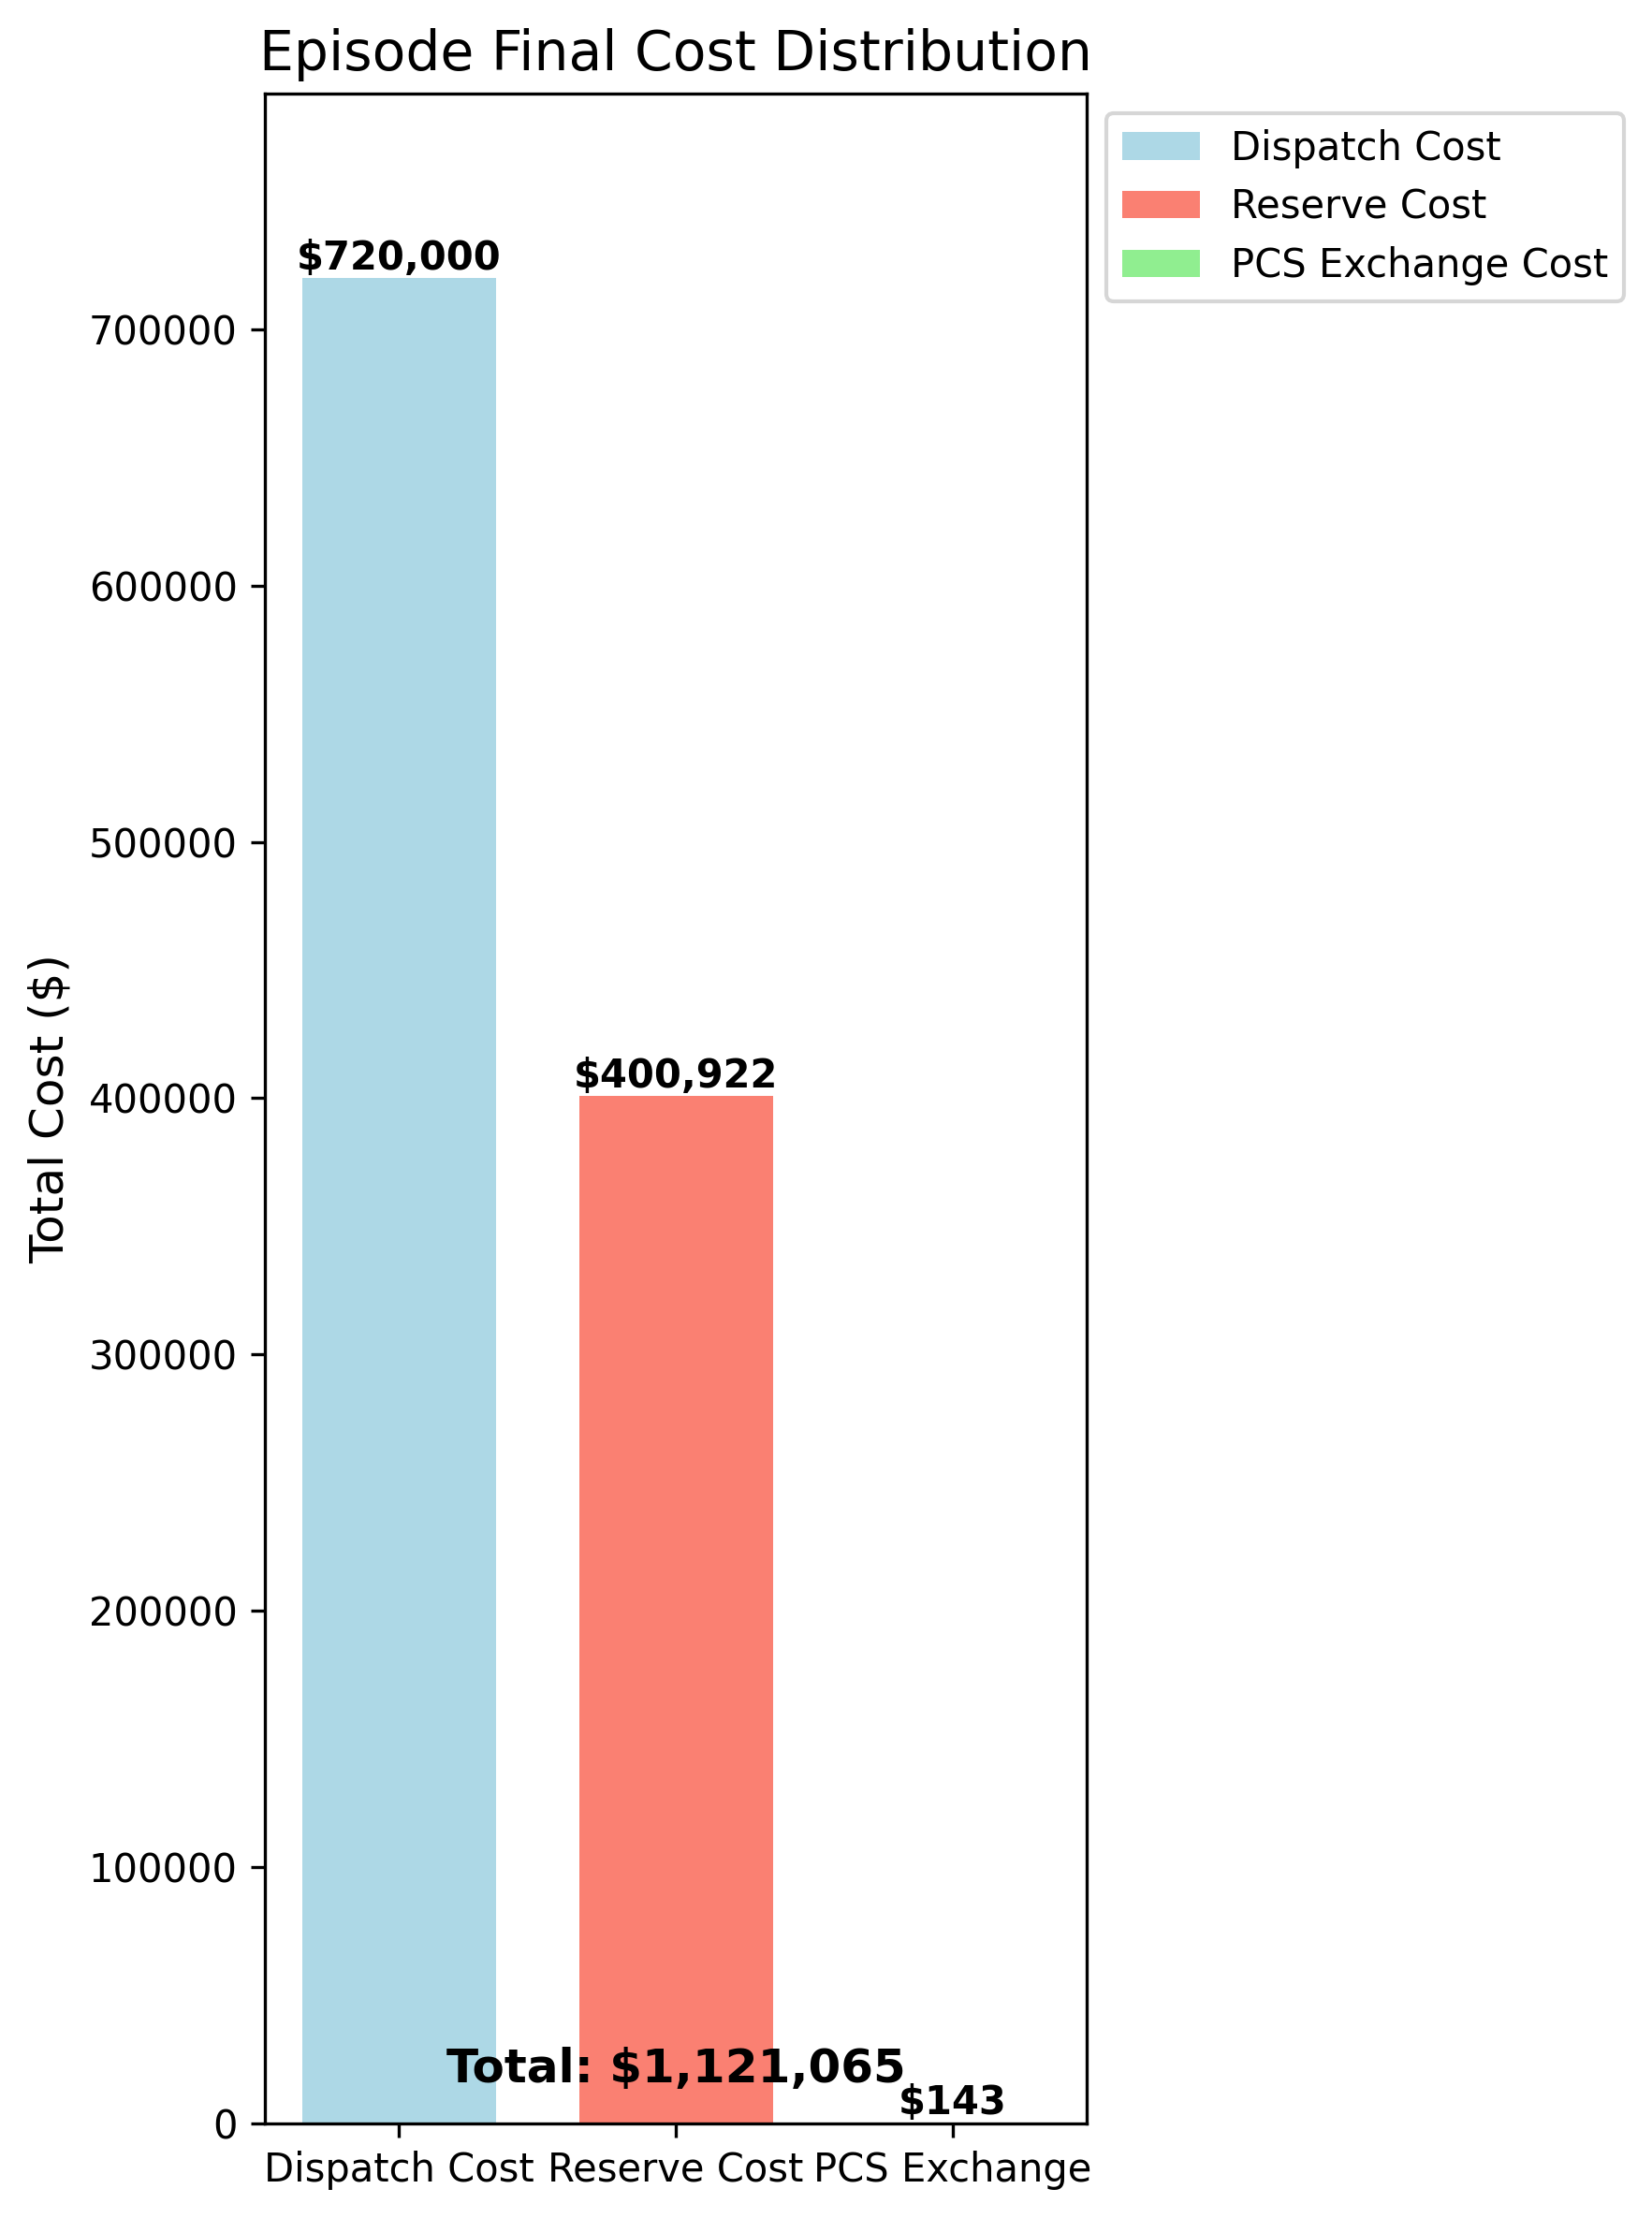 Episode Final Cost Distribution
Dispatch Cost
Reserve Cost
PCS Exchange Cost
$720,000
700000
600000
500000
400000
300000
200000
100000
0
Total Cost ($)
$400,922
Total: $1,121,065
$143
Dispatch Cost
Reserve Cost
PCS Exchange